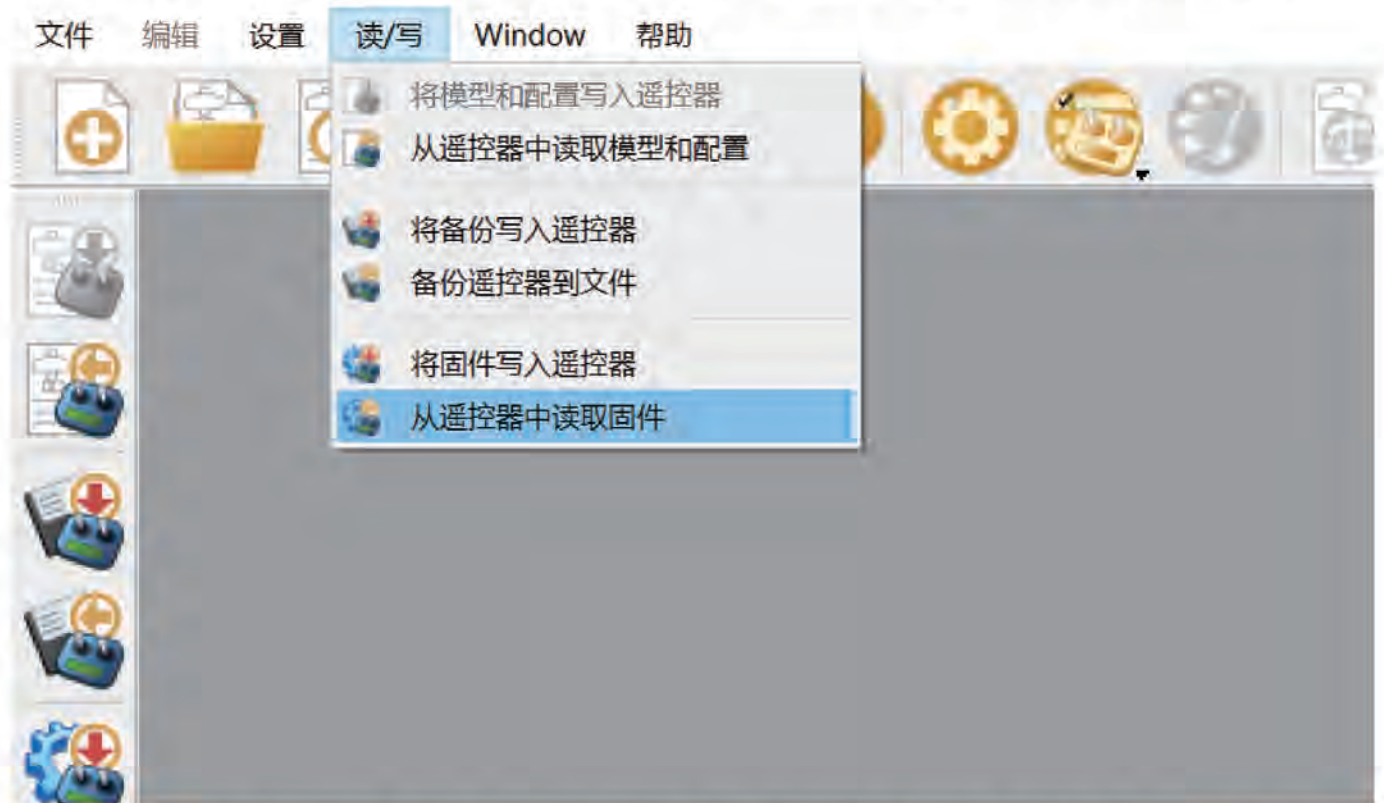 文件 编辑 设置 读/写 Window 帮助
将模型和配置写入遥控器
从遥控器中读取模型和配置
将备份写入遥控器
备份遥控器到文件
将固件写入遥控器
从遥控器中读取固件